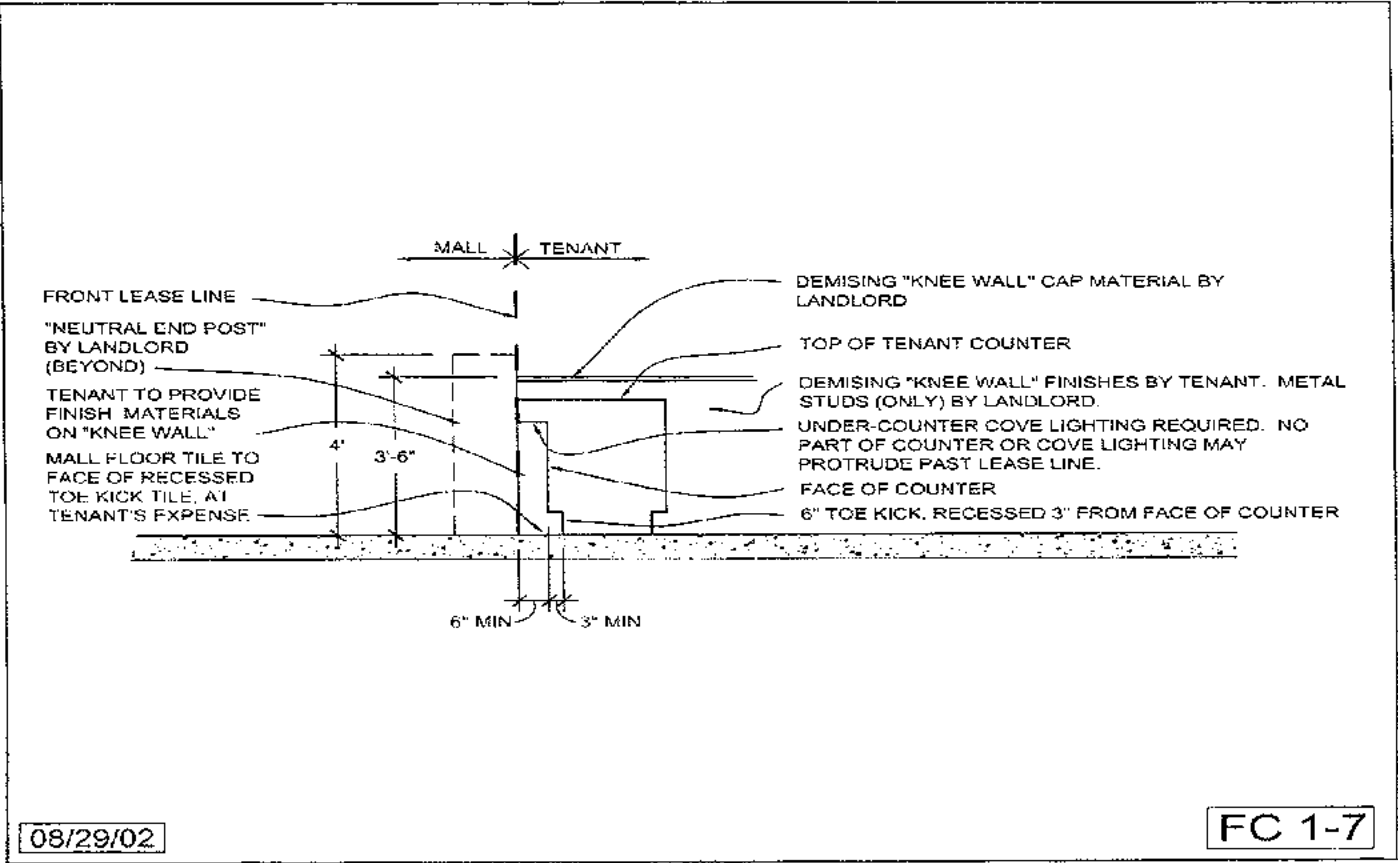 MALL
TENANT
FRONT LEASE LINE
"NEUTRAL END POST"
BY LANDLORD
(BEYOND)
TENANT TO PROVIDE
FINISH MATERIALS
ON "KNEE WALL"
MALL FLOOR TILE TO
FACE OF RECESSED
TOE KICK TILE, AT
TENANT'S EXPENSE
4'
3'-6"
DEMISING "KNEE WALL" CAP MATERIAL BY
LANDLORD
TOP OF TENANT COUNTER
DEMISING "KNEE WALL" FINISHES BY TENANT. METAL
STUDS (ONLY) BY LANDLORD.
UNDER-COUNTER COVE LIGHTING REQUIRED. NO
PART OF COUNTER OR COVE LIGHTING MAY
PROTRUDE PAST LEASE LINE.
FACE OF COUNTER
6" TOE KICK, RECESSED 3" FROM FACE OF COUNTER
6" MIN
3" MIN
08/29/02
FC 1-7